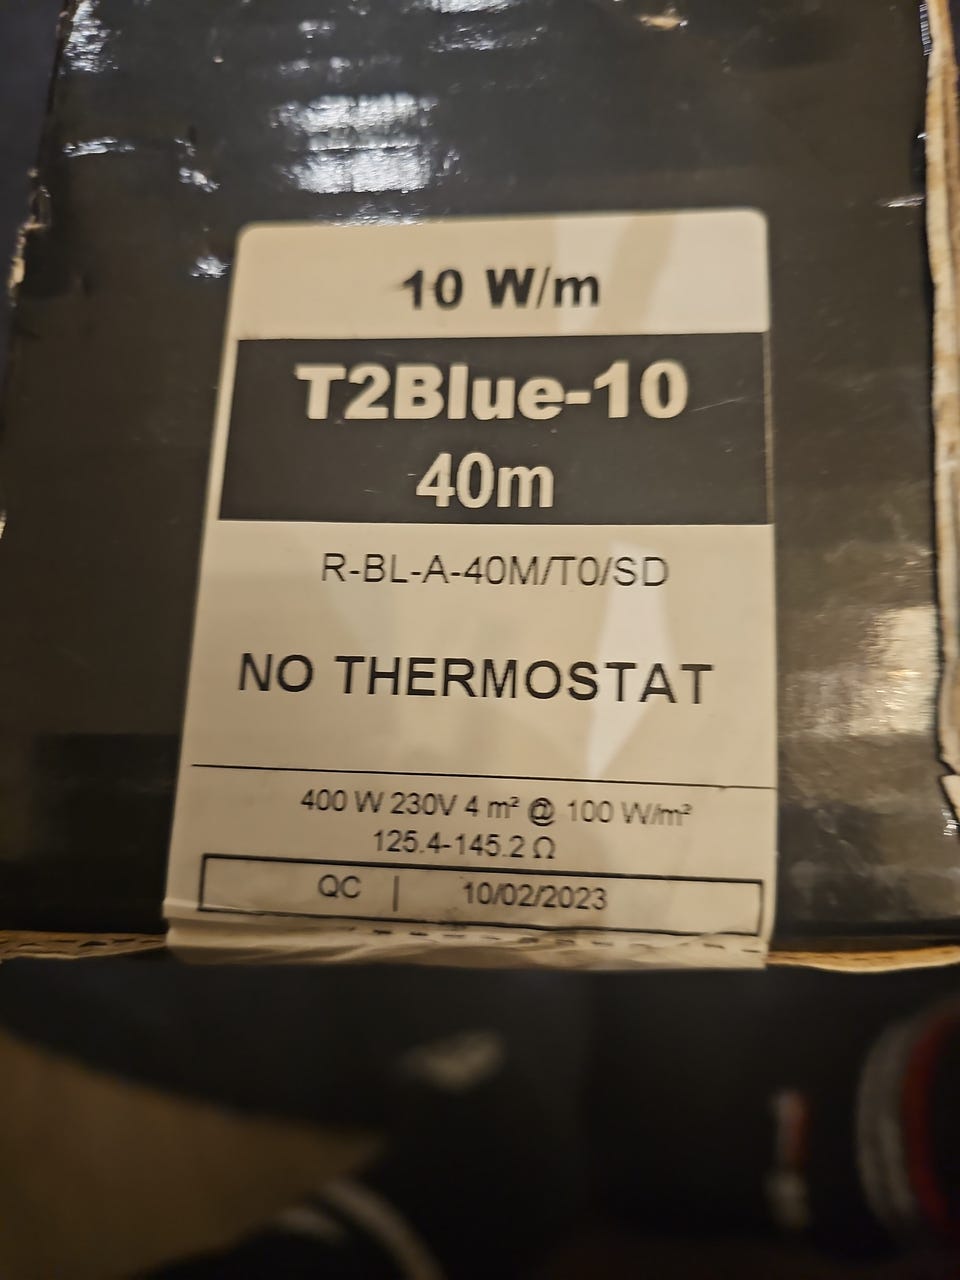 10 W/m
T2Blue-10
40m
R-BL-A-40M/T0/SD
NO THERMOSTAT
400 W 230V 4 m² @ 100 W/m²
125.4-145.2 Ω
QC | 10/02/2023